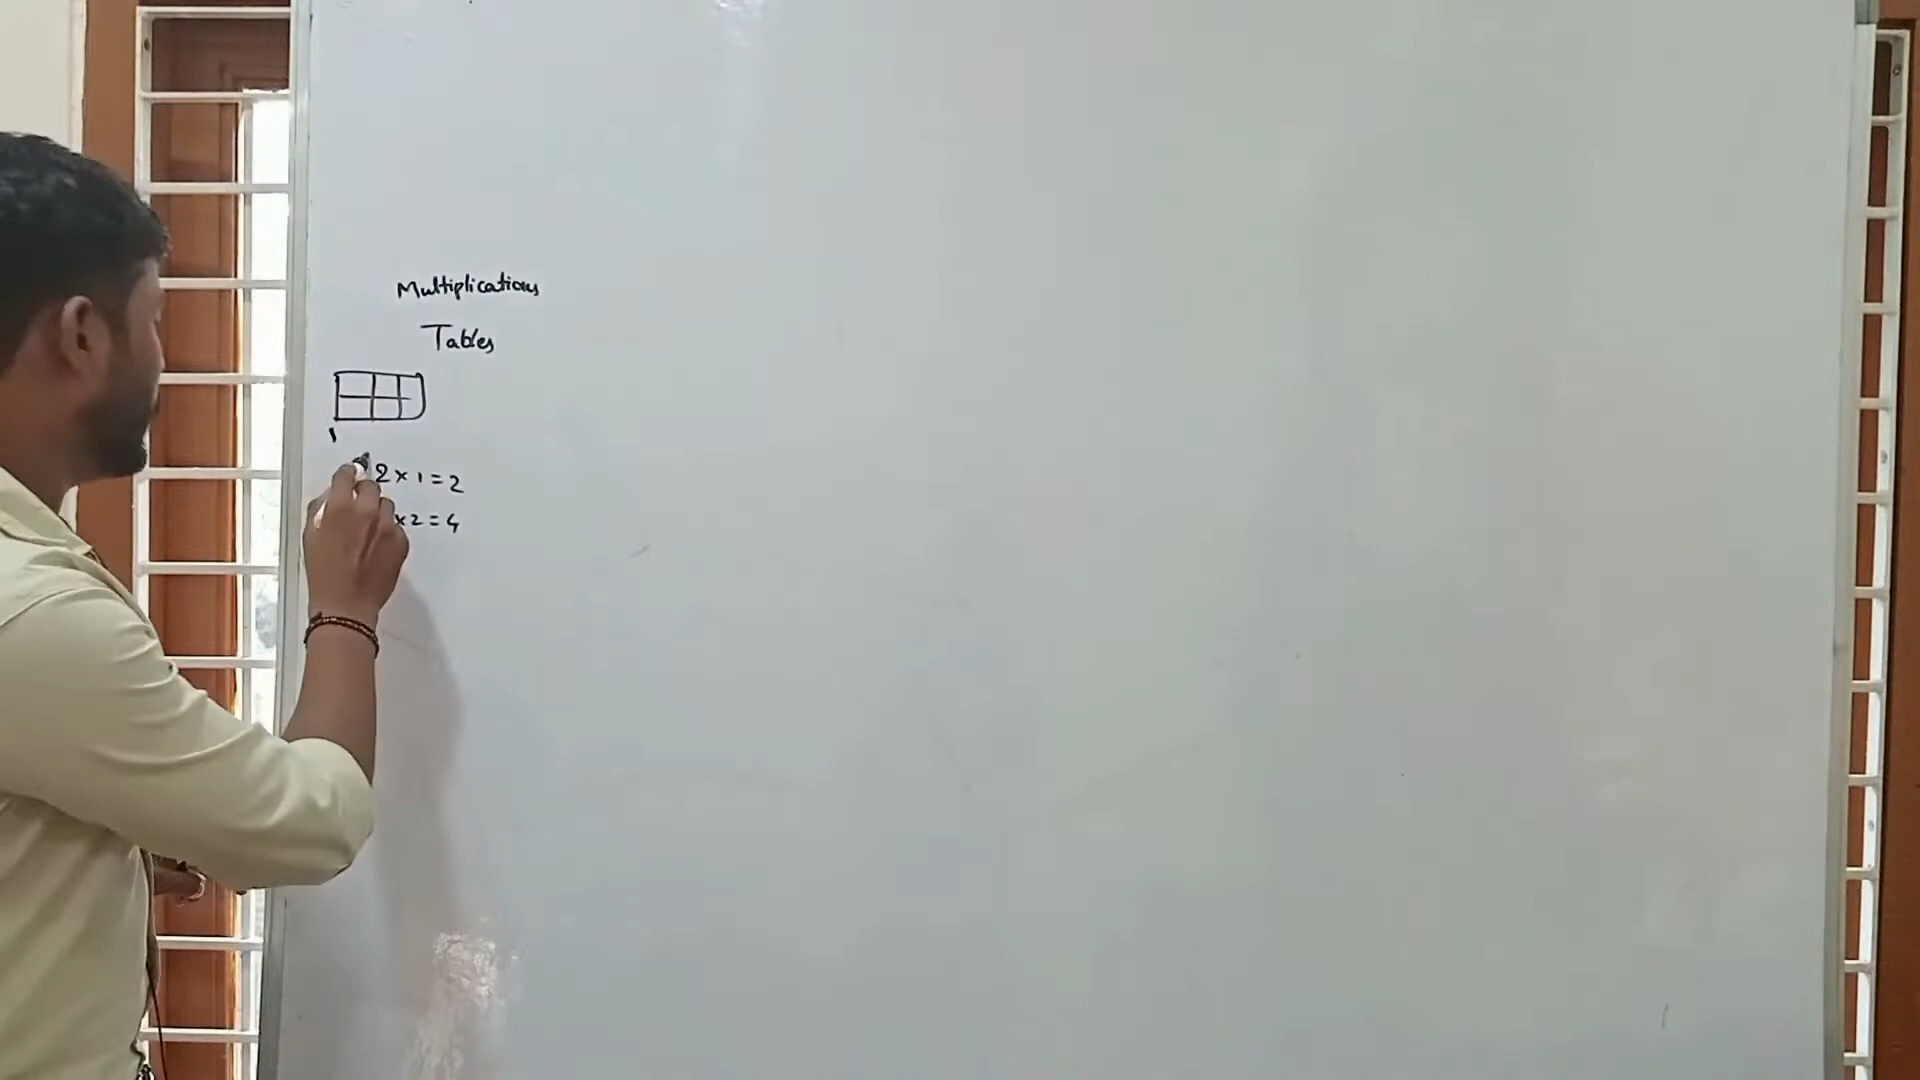 Multiplications
Tables
2 × 1 = 2
× 2 = 4